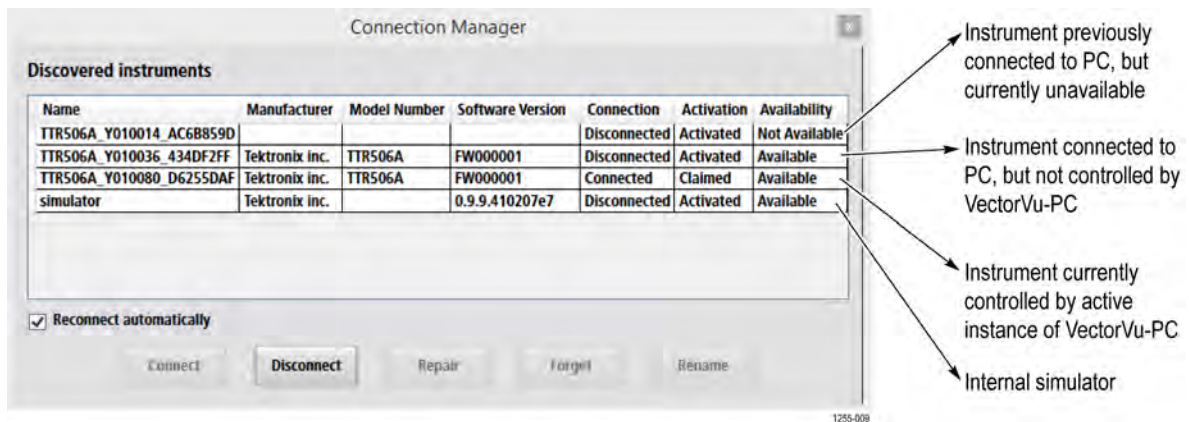 Connection Manager
x
Discovered instruments
Name Manufacturer Model Number Software Version Connection Activation Availability
TTR506A_Y010014_AC6B859D Disconnected Activated Not Available
TTR506A_Y010036_434DF2FF Tektronix inc. TTR506A FW000001 Disconnected Activated Available
TTR506A_Y010080_D6255DAF Tektronix inc. TTR506A FW000001 Connected Claimed Available
simulator Tektronix inc. 0.9.9.410207e7 Disconnected Activated Available
Reconnect automatically
Connect Disconnect Repair Forget Rename
Instrument previously
connected to PC, but
currently unavailable
Instrument connected to
PC, but not controlled by
VectorVu-PC
Instrument currently
controlled by active
instance of VectorVu-PC
Internal simulator
1255-009